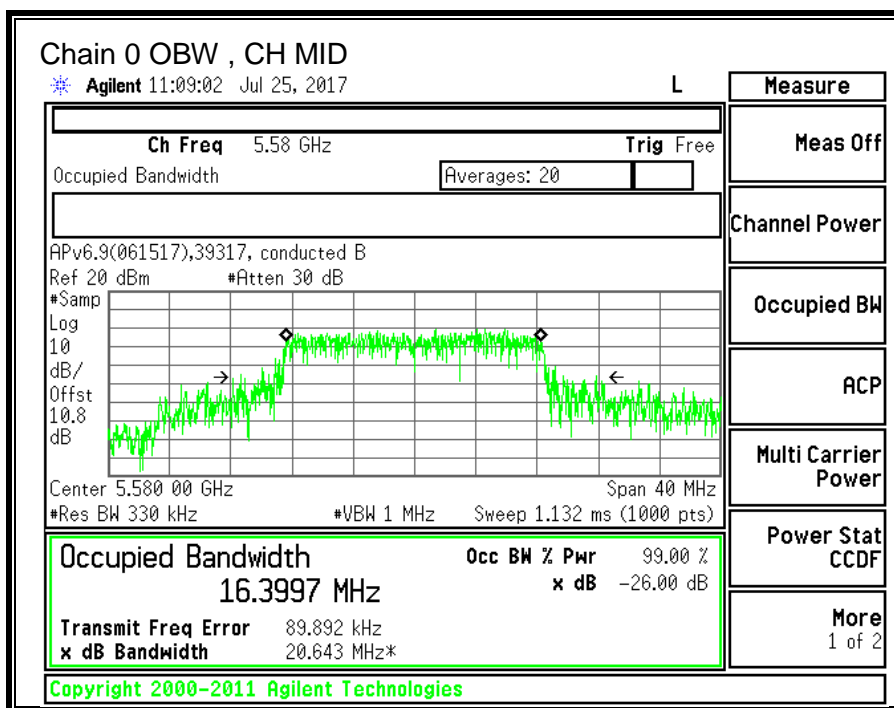 Chain 0 OBW , CH MID
Agilent 11:09:02 Jul 25, 2017 L
Measure
Ch Freq 5.58 GHz Trig Free
Occupied Bandwidth Averages: 20
APv6.9(061517),39317, conducted B
Ref 20 dBm #Atten 30 dB
#Samp
Log
10
dB/
Offst
10.8
dB
Center 5.580 00 GHz Span 40 MHz
#Res BW 330 kHz #VBW 1 MHz Sweep 1.132 ms (1000 pts)
Occupied Bandwidth Occ BW % Pwr 99.00 %
16.3997 MHz x dB -26.00 dB
Transmit Freq Error 89.892 kHz
x dB Bandwidth 20.643 MHz*
Copyright 2000-2011 Agilent Technologies
Meas Off
Channel Power
Occupied BW
ACP
Multi Carrier
Power
Power Stat
CCDF
More
1 of 2